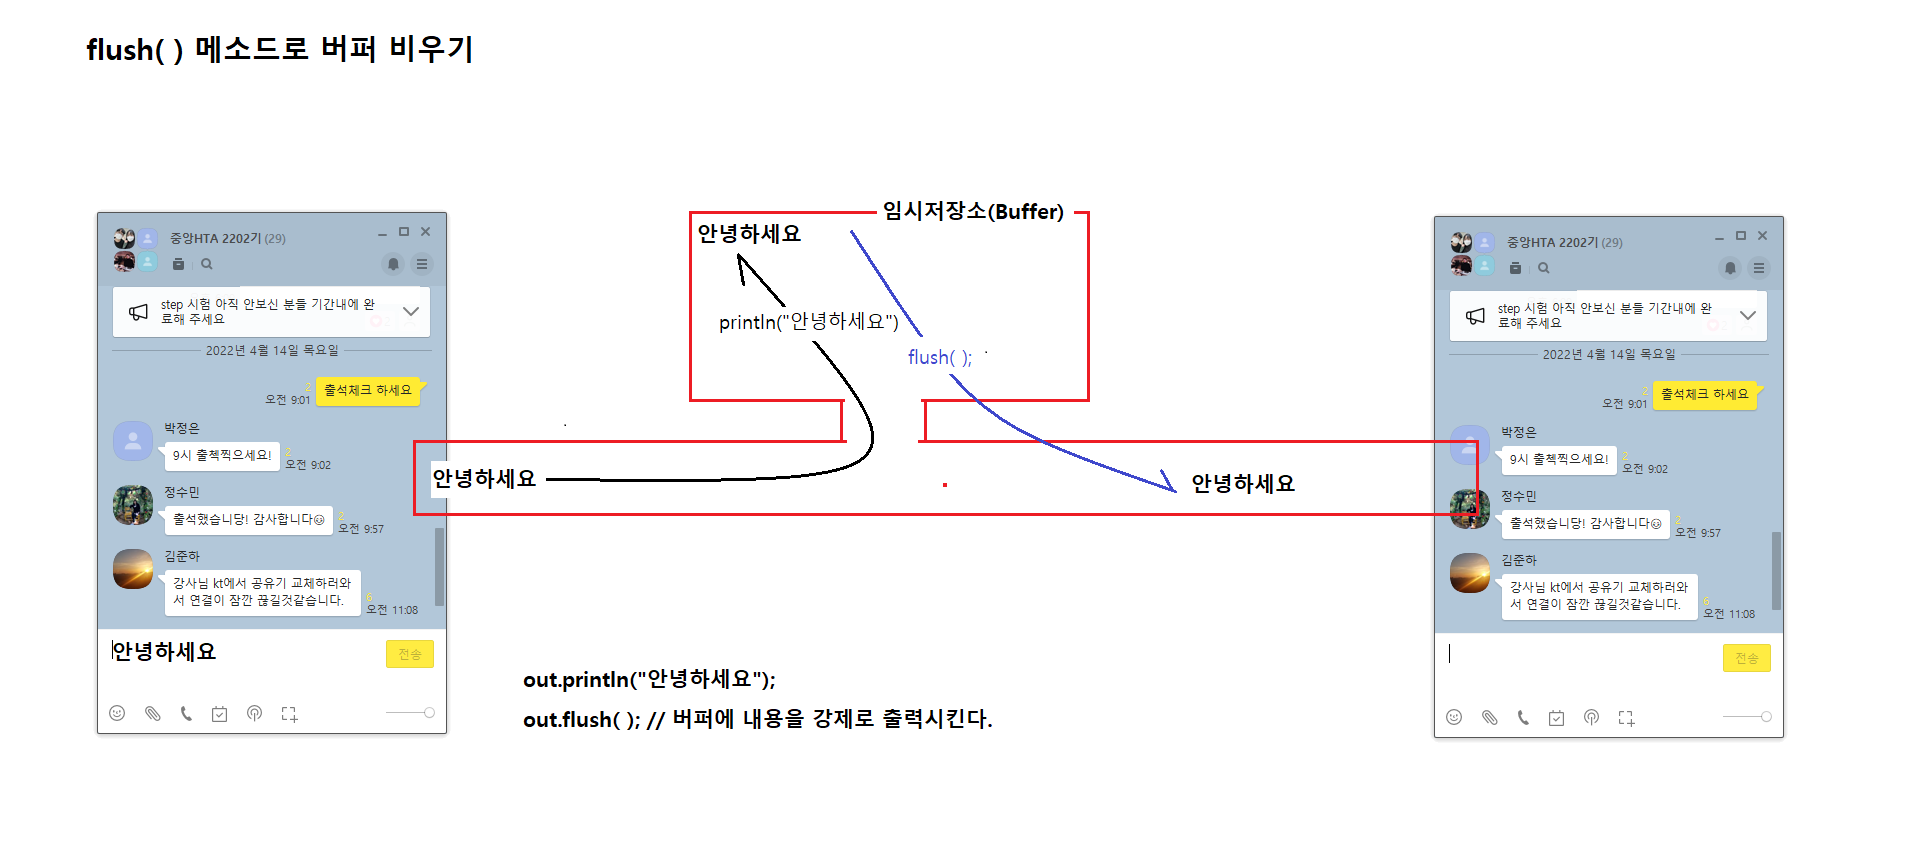 flush( ) 메소드로 버퍼 비우기
중앙HTA 2202기 (29)
step 시험 아직 안보신 분들 기간내에 완
료해 주세요
2022년 4월 14일 목요일
2
오전 9:01
출석체크 하세요
박정은
9시 출첵찍으세요!
2
오전 9:02
정수민
출석했습니당! 감사합니다😃
2
오전 9:57
김준하
강사님 kt에서 공유기 교체하러와
서 연결이 잠깐 끊길것같습니다.
6
오전 11:08
안녕하세요
전송
임시저장소(Buffer)
안녕하세요
println("안녕하세요")
flush( );
안녕하세요
안녕하세요
out.println("안녕하세요");
out.flush( ); // 버퍼에 내용을 강제로 출력시킨다.
중앙HTA 2202기 (29)
step 시험 아직 안보신 분들 기간내에 완
료해 주세요
2022년 4월 14일 목요일
2
오전 9:01
출석체크 하세요
박정은
9시 출첵찍으세요!
2
오전 9:02
정수민
출석했습니당! 감사합니다😃
2
오전 9:57
김준하
강사님 kt에서 공유기 교체하러와
서 연결이 잠깐 끊길것같습니다.
6
오전 11:08
전송